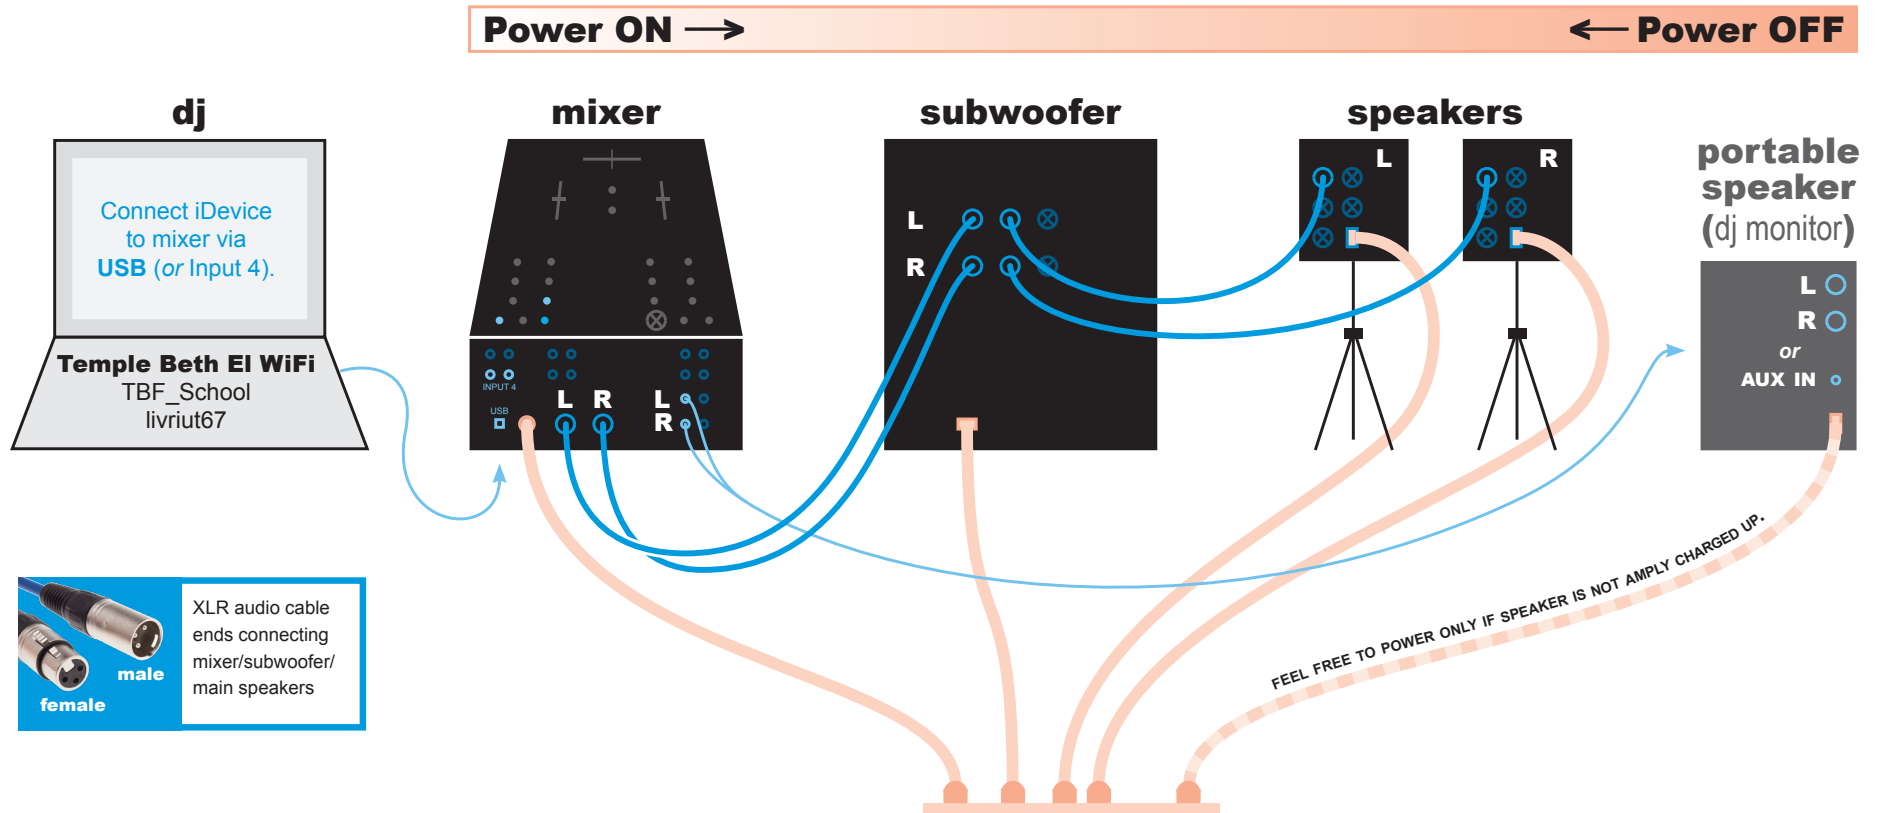 Power ON →
← Power OFF
dj
mixer
subwoofer
speakers
portable
speaker
(dj monitor)
Connect iDevice
to mixer via
USB (or Input 4).
Temple Beth El WiFi
TBF_School
livriut67
INPUT 4
USB
L
R
L
R
L
R
L
R
L
R
or
AUX IN
FEEL FREE TO POWER ONLY IF SPEAKER IS NOT AMPLY CHARGED UP.
male
female
XLR audio cable
ends connecting
mixer/subwoofer/
main speakers